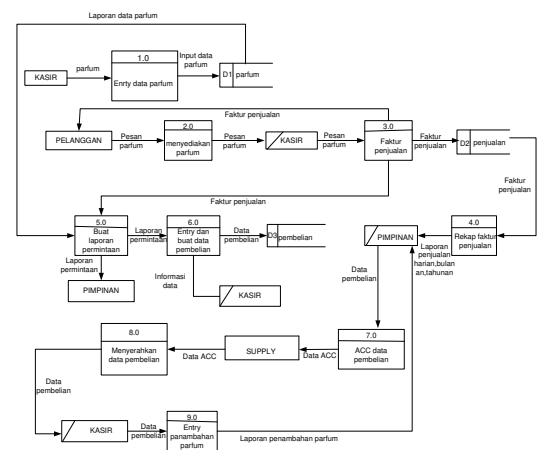 Laporan data parfum
1.0
Enrty data parfum
KASIR
parfum
Input data
parfum
D1
parfum
Faktur penjualan
PELANGGAN
Pesan
parfum
2.0
menyediakan
parfum
Pesan
parfum
KASIR
Pesan
parfum
3.0
Faktur
penjualan
Faktur
penjualan
D2
penjualan
Faktur
penjualan
Faktur penjualan
5.0
Buat
laporan
permintaan
Laporan
permintaan
6.0
Entry dan
buat data
pembelian
Data
pembelian
D3
pembelian
PIMPINAN
4.0
Rekap faktur
penjualan
Laporan
penjualan
harian,bulan
an,tahunan
Laporan
permintaan
PIMPINAN
Informasi
data
KASIR
Data
pembelian
8.0
Menyerahkan
data pembelian
Data ACC
SUPPLY
Data ACC
7.0
ACC data
pembelian
Data
pembelian
KASIR
Data
pembelian
9.0
Entry
panambahan
parfum
Laporan penambahan parfum